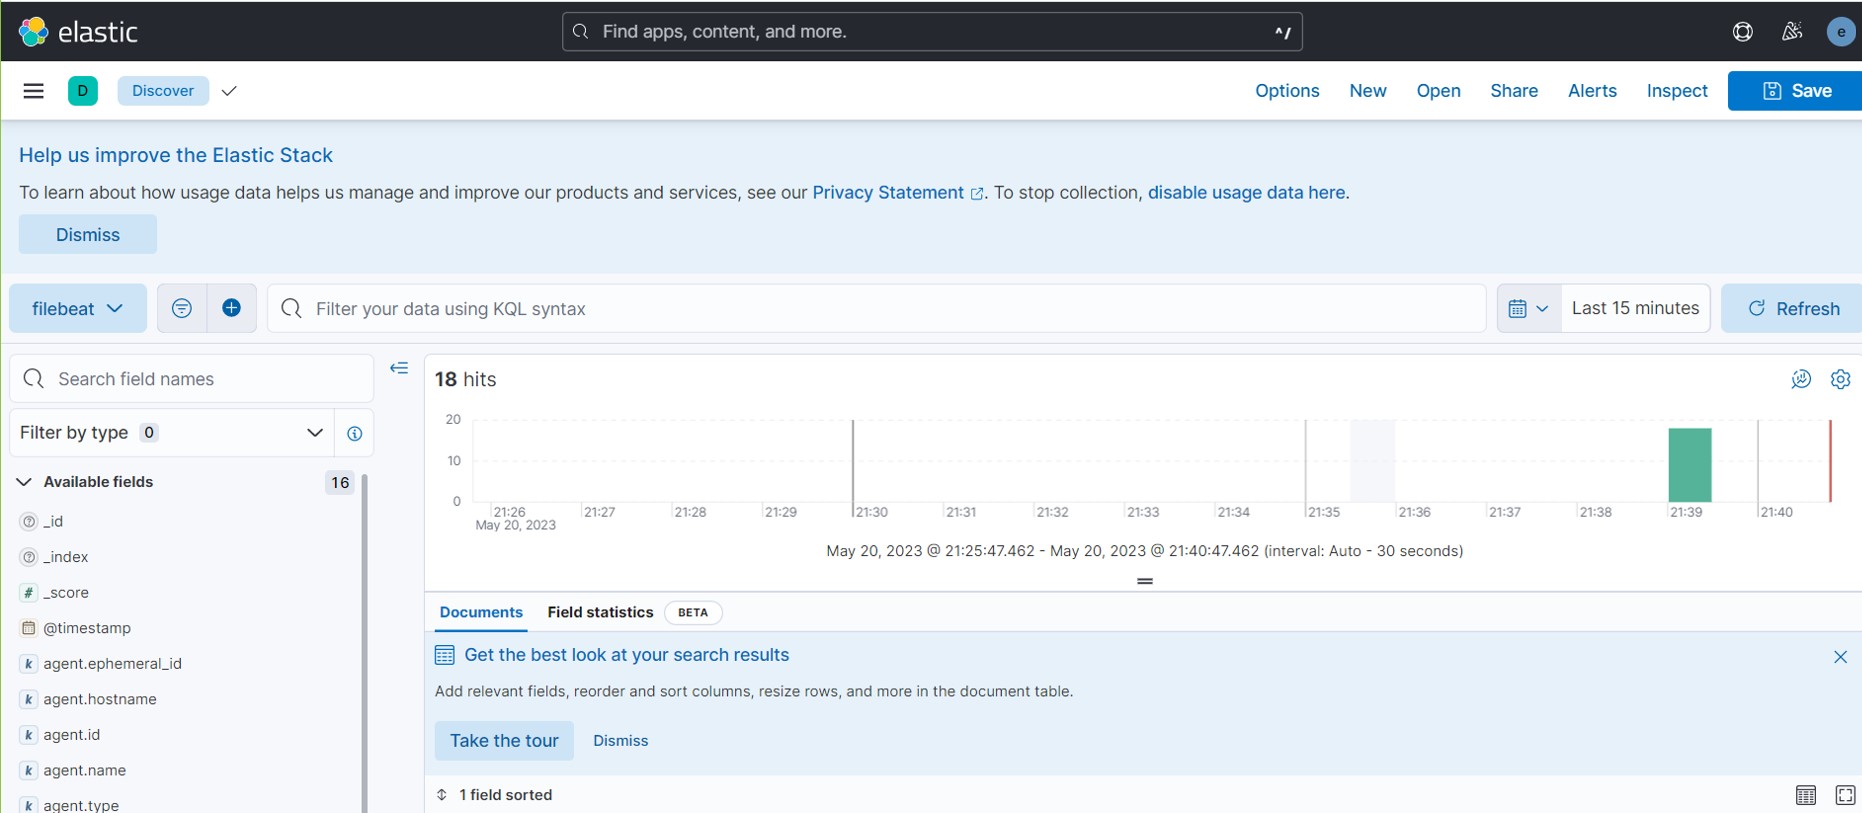 elastic
Find apps, content, and more.
^/
e
D
Discover
Options
New
Open
Share
Alerts
Inspect
Save
Help us improve the Elastic Stack
To learn about how usage data helps us manage and improve our products and services, see our Privacy Statement. To stop collection, disable usage data here.
Dismiss
filebeat
Filter your data using KQL syntax
Last 15 minutes
Refresh
Search field names
Filter by type 0
Available fields 16
_id
_index
# _score
@timestamp
k agent.ephemeral_id
k agent.hostname
k agent.id
k agent.name
k agent.type
18 hits
20
10
0
21:26 21:27 21:28 21:29 21:30 21:31 21:32 21:33 21:34 21:35 21:36 21:37 21:38 21:39 21:40
May 20, 2023
May 20, 2023 @ 21:25:47.462 - May 20, 2023 @ 21:40:47.462 (interval: Auto - 30 seconds)
Documents
Field statistics BETA
Get the best look at your search results
Add relevant fields, reorder and sort columns, resize rows, and more in the document table.
Take the tour
Dismiss
1 field sorted